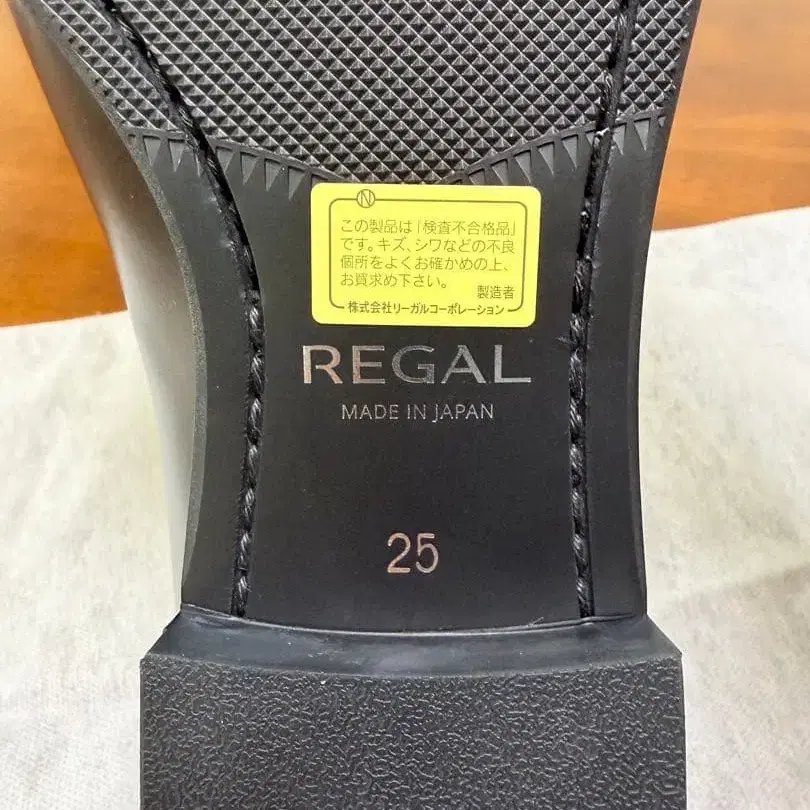 N
この製品は「検査不合格品」
です。キズ、シワなどの不良
個所をよくお確かめの上、
お買求め下さい。
製造者
株式会社リーガルコーポレーション
REGAL
MADE IN JAPAN
25